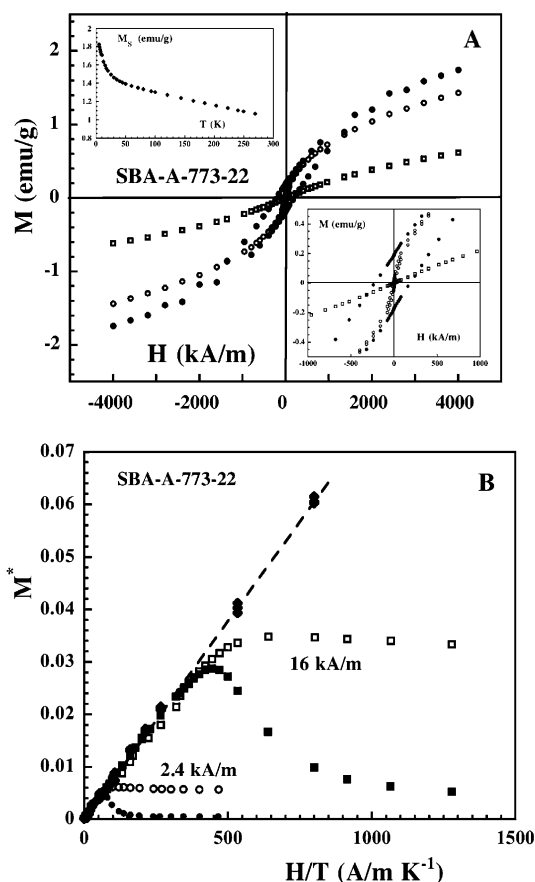 A
M_S (emu/g)
T (K)
2
1.8
1.6
1.4
1.2
1
0.8
0 50 100 150 200 250 300
M (emu/g)
2
1
0
-1
-2
SBA-A-773-22
M (emu/g)
0.4
0.2
0
-0.2
-0.4
H (kA/m)
-1000 -500 0 500 1000
H (kA/m)
-4000 -2000 0 2000 4000
SBA-A-773-22
B
M*
0.07
0.06
0.05
0.04
0.03
0.02
0.01
0
16 kA/m
2.4 kA/m
0 500 1000 1500
H/T (A/m K⁻¹)